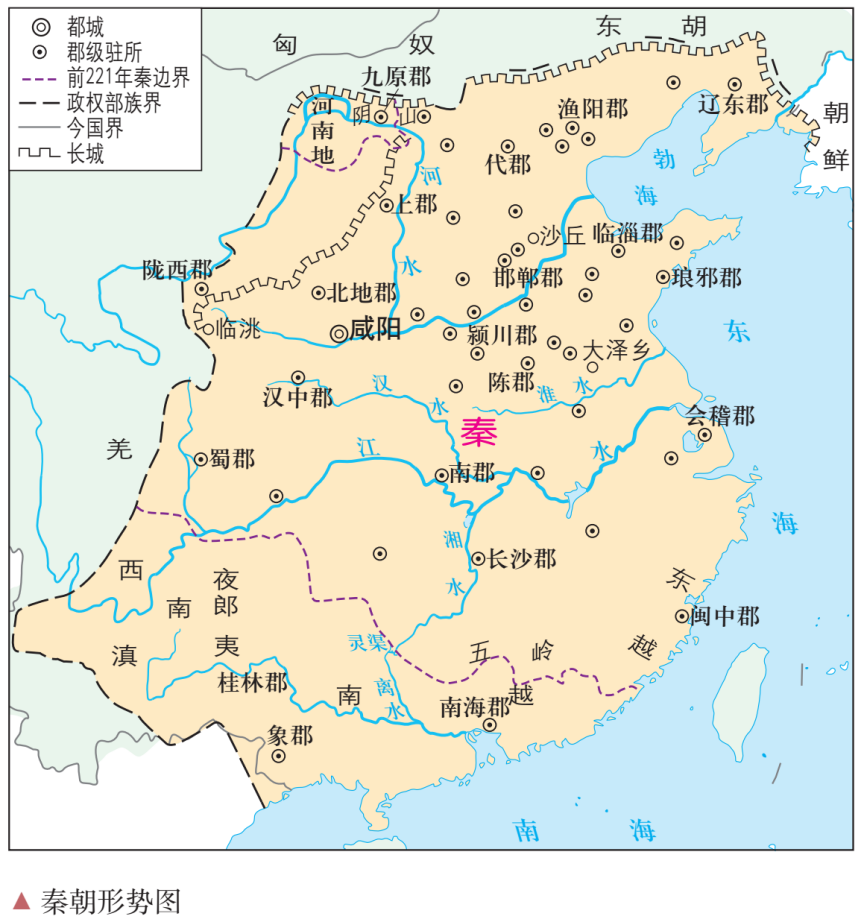 都城
郡级驻所
前221年秦边界
政权部族界
今国界
长城
匈奴
东胡
九原郡
河南地
阴山
渔阳郡
辽东郡
朝鲜
代郡
渤海
河水
上郡
沙丘
临淄郡
陇西郡
邯郸郡
琅邪郡
北地郡
临洮
咸阳
颍川郡
大泽乡
东海
汉中郡
汉水
陈郡
淮水
秦
会稽郡
羌
蜀郡
江水
南郡
湘水
长沙郡
西南夷
夜郎
滇
东越
闽中郡
灵渠
五岭
桂林郡
离水
南越
南海郡
象郡
南海
▲ 秦朝形势图